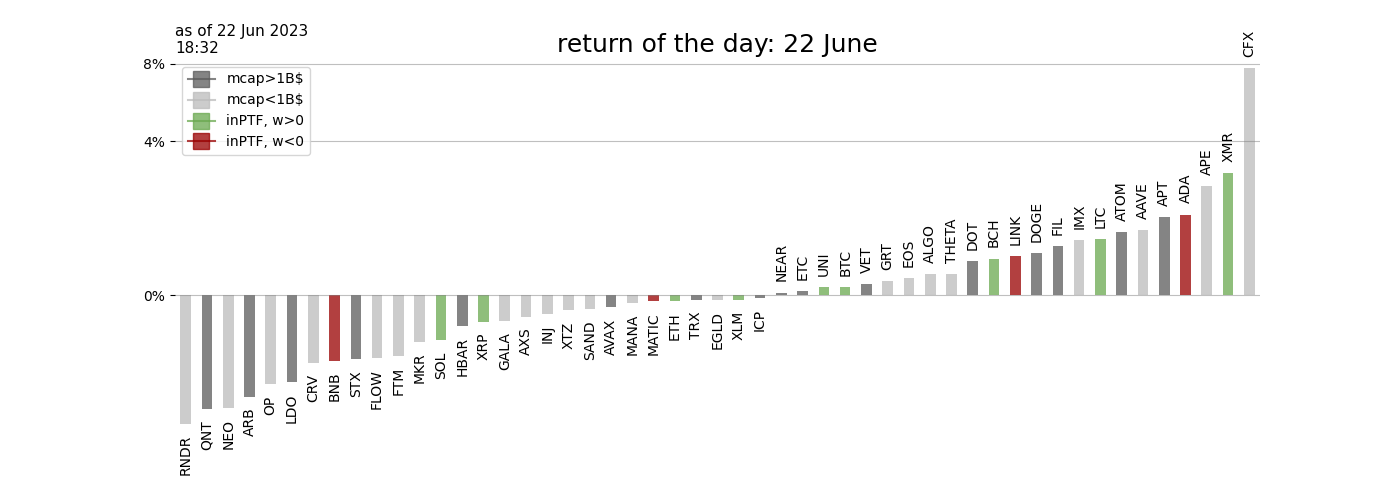 as of 22 Jun 2023
18:32
return of the day: 22 June
8%
4%
0%
mcap>1B$
mcap<1B$
inPTF, w>0
inPTF, w<0
RNDR
QNT
NEO
ARB
OP
LDO
CRV
BNB
STX
FLOW
FTM
MKR
SOL
HBAR
XRP
GALA
AXS
INJ
XTZ
SAND
AVAX
MANA
MATIC
ETH
TRX
EGLD
XLM
ICP
NEAR
ETC
UNI
BTC
VET
GRT
EOS
ALGO
THETA
DOT
BCH
LINK
DOGE
FIL
IMX
LTC
ATOM
AAVE
APT
ADA
APE
XMR
CFX